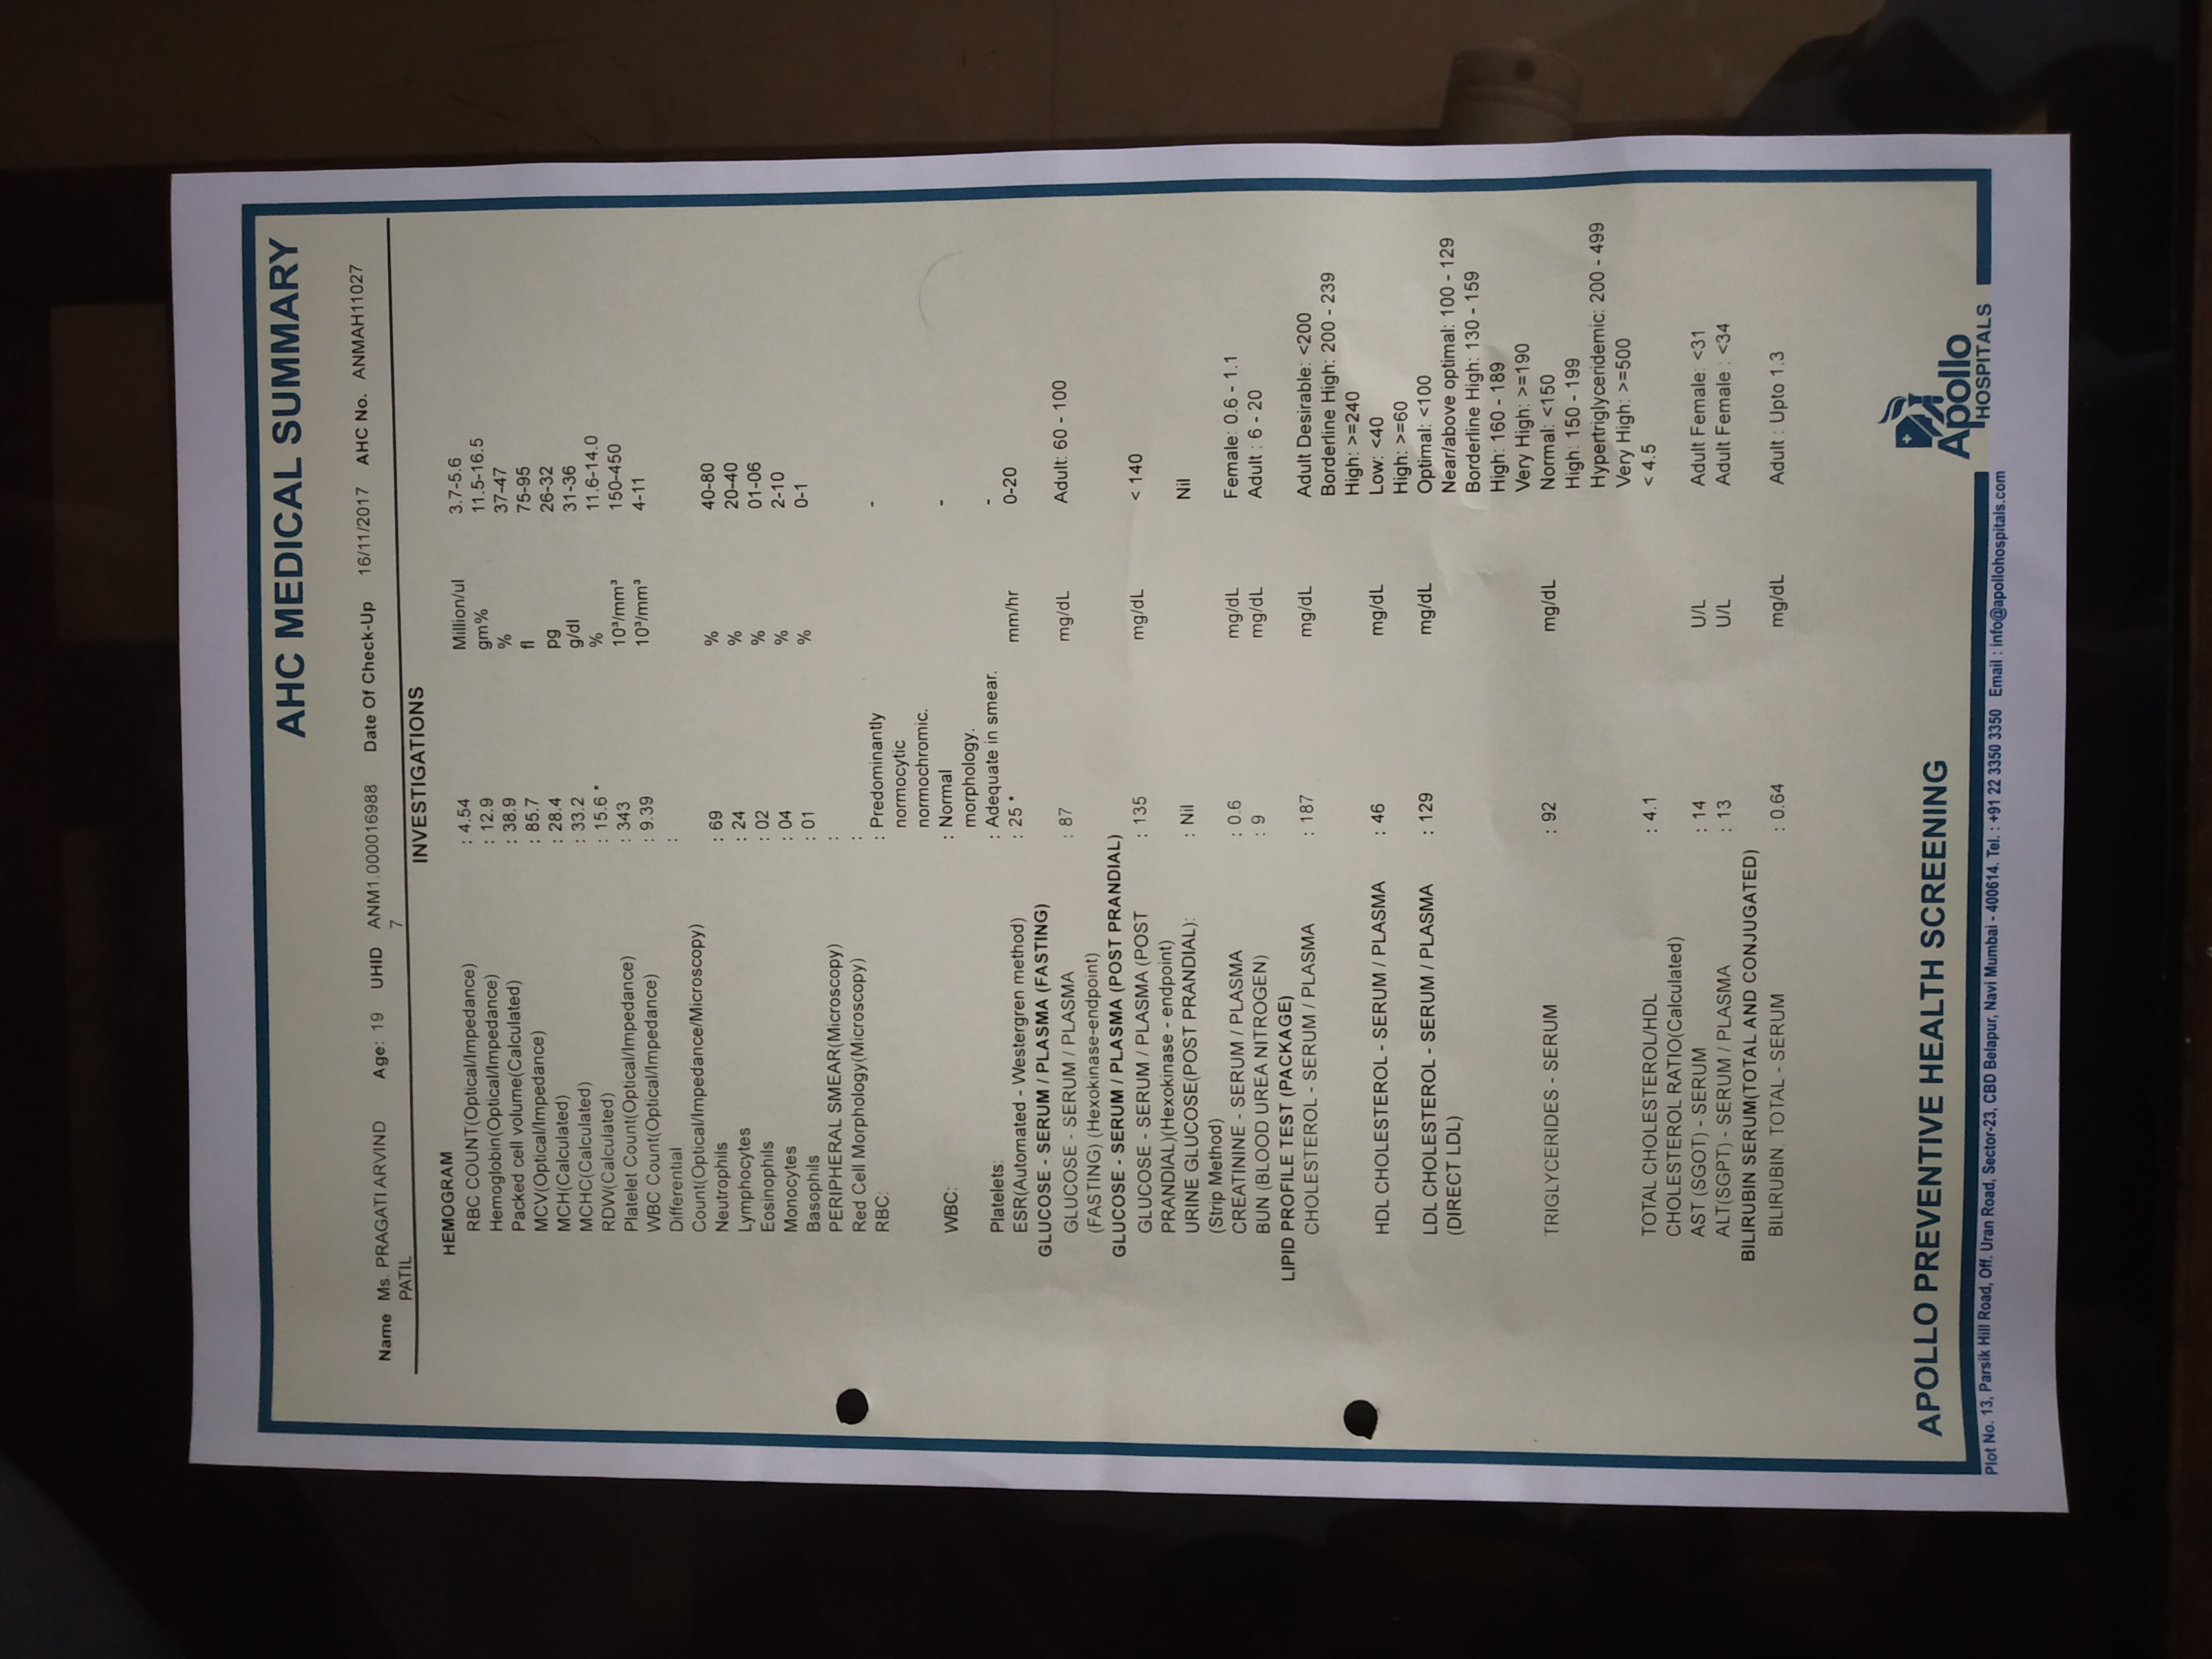 AHC MEDICAL SUMMARY
Name Ms. PRAGATI ARVIND PATIL Age: 19 UHID ANM1.000016988 7 Date Of Check-Up 16/11/2017 AHC No. ANMAH11027
INVESTIGATIONS
HEMOGRAM
RBC COUNT(Optical/Impedance) : 4.54 Million/ul 3.7-5.6
Hemoglobin(Optical/Impedance) : 12.9 gm% 11.5-16.5
Packed cell volume(Calculated) : 38.9 % 37-47
MCV(Optical/Impedance) : 85.7 fl 75-95
MCH(Calculated) : 28.4 pg 26-32
MCHC(Calculated) : 33.2 g/dl 31-36
RDW(Calculated) : 15.6 * % 11.6-14.0
Platelet Count(Optical/Impedance) : 343 10³/mm³ 150-450
WBC Count(Optical/Impedance) : 9.39 10³/mm³ 4-11
Differential :
Count(Optical/Impedance/Microscopy)
Neutrophils : 69 % 40-80
Lymphocytes : 24 % 20-40
Eosinophils : 02 % 01-06
Monocytes : 04 % 2-10
Basophils : 01 % 0-1
PERIPHERAL SMEAR(Microscopy) :
Red Cell Morphology(Microscopy) :
RBC: : Predominantly -
normocytic
normochromic.
WBC: : Normal -
morphology.
Platelets: : Adequate in smear. -
ESR(Automated - Westergren method) : 25 * mm/hr 0-20
GLUCOSE - SERUM / PLASMA (FASTING)
GLUCOSE - SERUM / PLASMA : 87 mg/dL Adult: 60 - 100
(FASTING) (Hexokinase-endpoint)
GLUCOSE - SERUM / PLASMA (POST PRANDIAL)
GLUCOSE - SERUM / PLASMA (POST : 135 mg/dL < 140
PRANDIAL)(Hexokinase - endpoint)
URINE GLUCOSE(POST PRANDIAL): : Nil Nil
(Strip Method)
CREATININE - SERUM / PLASMA : 0.6 mg/dL Female: 0.6 - 1.1
BUN (BLOOD UREA NITROGEN) : 9 mg/dL Adult : 6 - 20
LIPID PROFILE TEST (PACKAGE)
CHOLESTEROL - SERUM / PLASMA : 187 mg/dL Adult Desirable: <200
Borderline High: 200 - 239
High: >=240
HDL CHOLESTEROL - SERUM / PLASMA : 46 mg/dL Low: <40
High: >=60
LDL CHOLESTEROL - SERUM / PLASMA : 129 mg/dL Optimal: <100
(DIRECT LDL) Near/above optimal: 100 - 129
Borderline High: 130 - 159
High: 160 - 189
Very High: >=190
TRIGLYCERIDES - SERUM : 92 mg/dL Normal: <150
High: 150 - 199
Hypertriglyceridemic: 200 - 499
Very High: >=500
TOTAL CHOLESTEROL/HDL : 4.1 < 4.5
CHOLESTEROL RATIO(Calculated)
AST (SGOT) - SERUM : 14 U/L Adult Female: <31
ALT(SGPT) - SERUM / PLASMA : 13 U/L Adult Female : <34
BILIRUBIN SERUM(TOTAL AND CONJUGATED)
BILIRUBIN, TOTAL - SERUM : 0.64 mg/dL Adult : Upto 1.3
APOLLO PREVENTIVE HEALTH SCREENING
Apollo
HOSPITALS
Plot No. 13, Parsik Hill Road, Off. Uran Road, Sector-23, CBD Belapur, Navi Mumbai - 400614. Tel. : +91 22 3350 3350 Email : info@apollohospitals.com